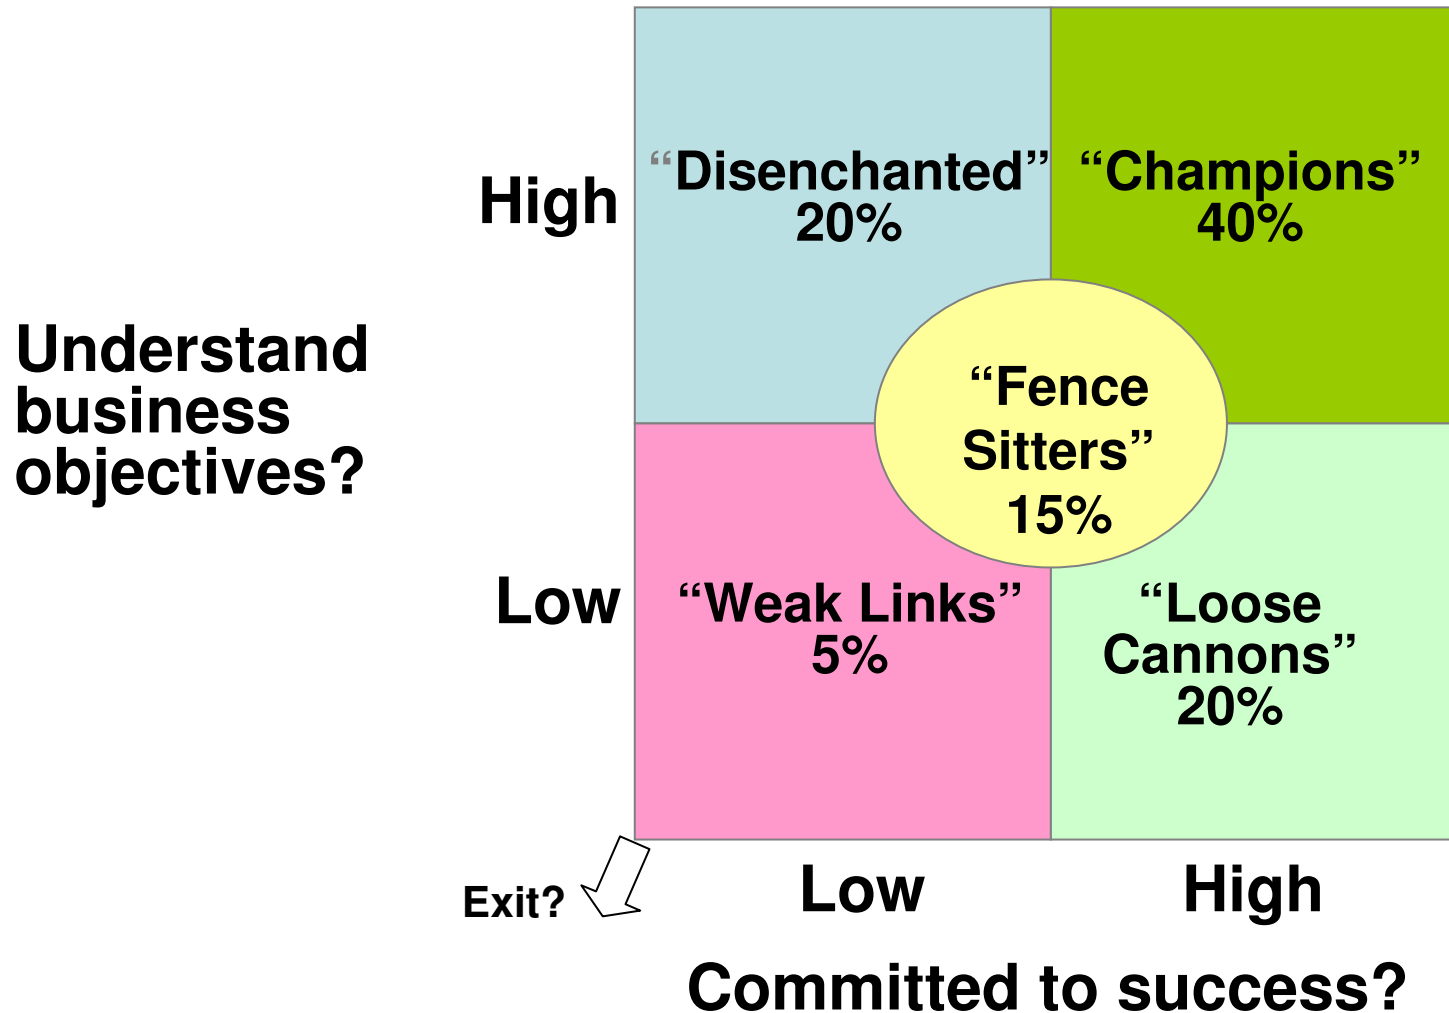 “Disenchanted”
20%
“Champions”
40%
High
Understand
business
objectives?
“Fence
Sitters”
15%
Low
“Weak Links”
5%
“Loose
Cannons”
20%
Exit?
Low
High
Committed to success?